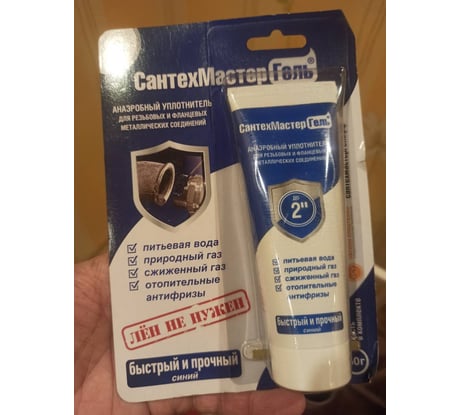 СантехМастер Гель®
АНАЭРОБНЫЙ УПЛОТНИТЕЛЬ
ДЛЯ РЕЗЬБОВЫХ И ФЛАНЦЕВЫХ
МЕТАЛЛИЧЕСКИХ СОЕДИНЕНИЙ
питьевая вода
природный газ
сжиженный газ
отопительные
антифризы
ЛЁН НЕ НУЖЕН
быстрый и прочный
синий
СантехМастер Гель
АНАЭРОБНЫЙ УПЛОТНИТЕЛЬ
ДЛЯ РЕЗЬБОВЫХ И ФЛАНЦЕВЫХ
МЕТАЛЛИЧЕСКИХ СОЕДИНЕНИЙ
ДО
2"
питьевая вода
природный газ
сжиженный газ
отопительные
антифризы
быстрый и прочный
синий
В КОМПЛЕКТЕ